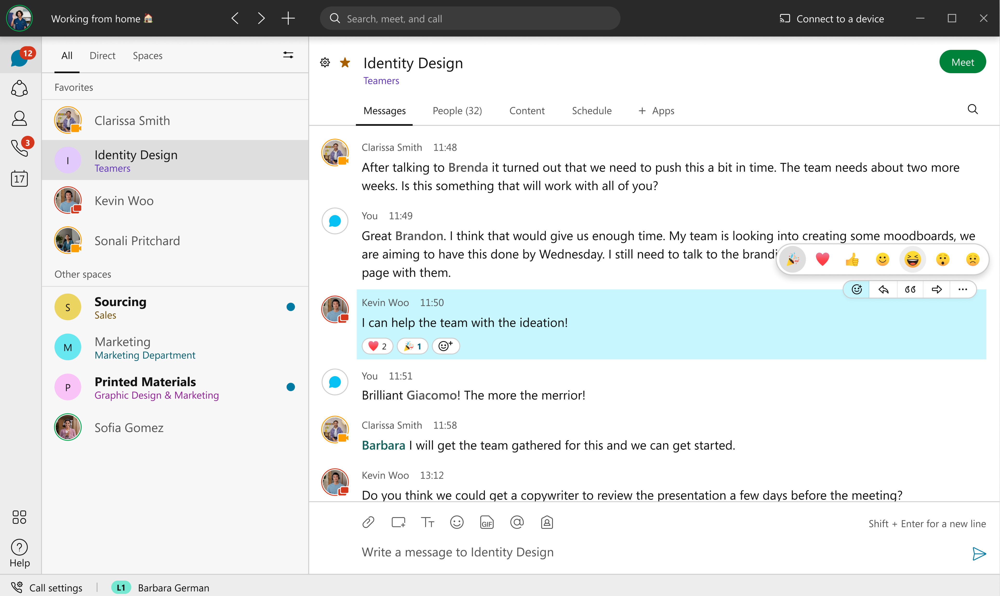 Working from home
Search, meet, and call
Connect to a device
12
3
17
Help
All Direct Spaces
Favorites
Clarissa Smith
I
Identity Design
Teamers
Kevin Woo
Sonali Pritchard
Other spaces
S
Sourcing
Sales
M
Marketing
Marketing Department
P
Printed Materials
Graphic Design & Marketing
Sofia Gomez
Identity Design
Teamers
Meet
Messages People (32) Content Schedule + Apps
Clarissa Smith 11:48
After talking to Brenda it turned out that we need to push this a bit in time. The team needs about two more
weeks. Is this something that will work with all of you?
You 11:49
Great Brandon. I think that would give us enough time. My team is looking into creating some moodboards, we
are aiming to have this done by Wednesday. I still need to talk to the brandi
page with them.
Kevin Woo 11:50
I can help the team with the ideation!
2 1
You 11:51
Brilliant Giacomo! The more the merrior!
Clarissa Smith 11:58
Barbara I will get the team gathered for this and we can get started.
Kevin Woo 13:12
Do you think we could get a copywriter to review the presentation a few days before the meeting?
GIF
Shift + Enter for a new line
Write a message to Identity Design
Call settings
L1 Barbara German